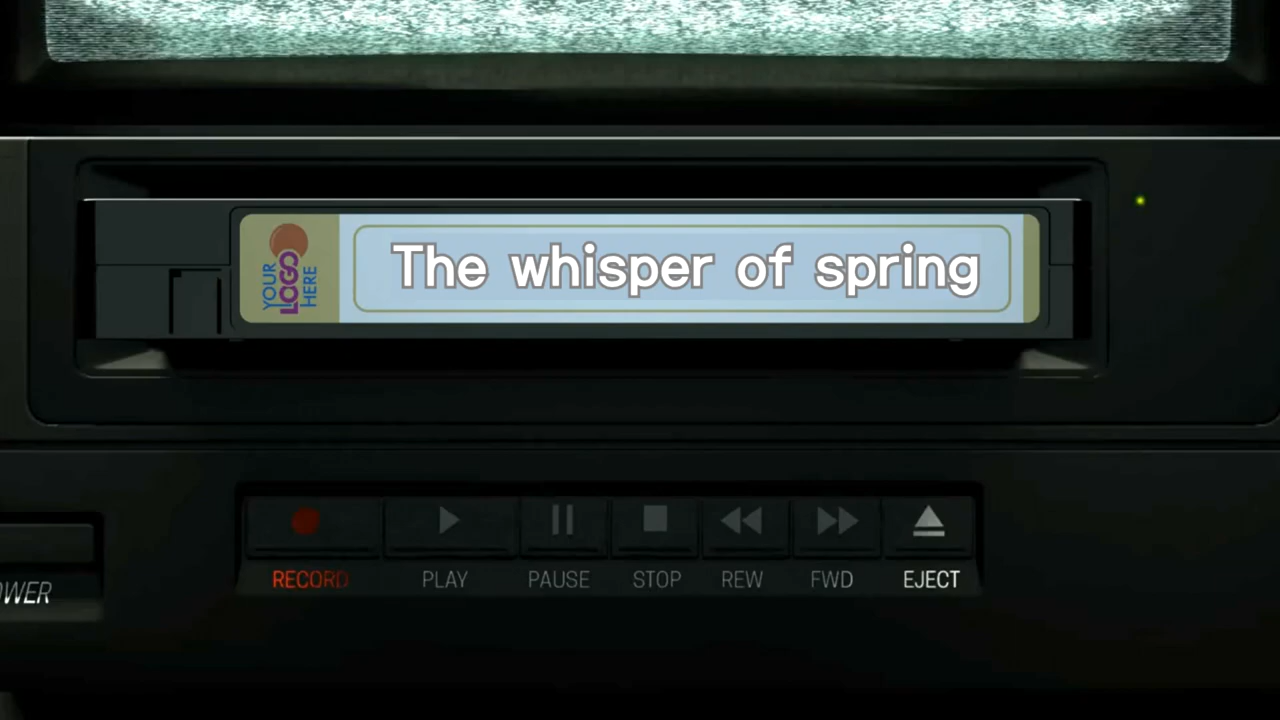 The whisper of spring
YOUR
LOGO
HERE
RECORD
PLAY
PAUSE
STOP
REW
FWD
EJECT
OWER